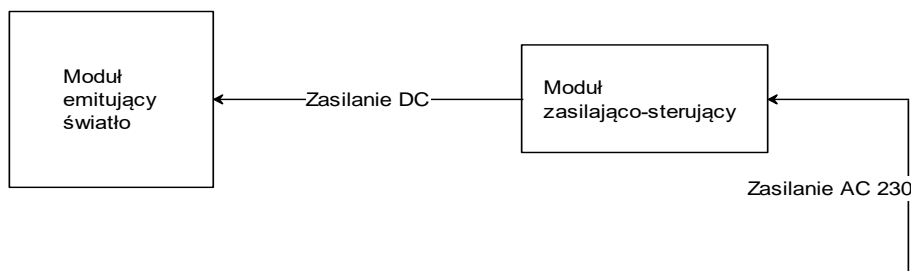 Moduł
emitujący
światło
Zasilanie DC
Moduł
zasilająco-sterujący
Zasilanie AC 230